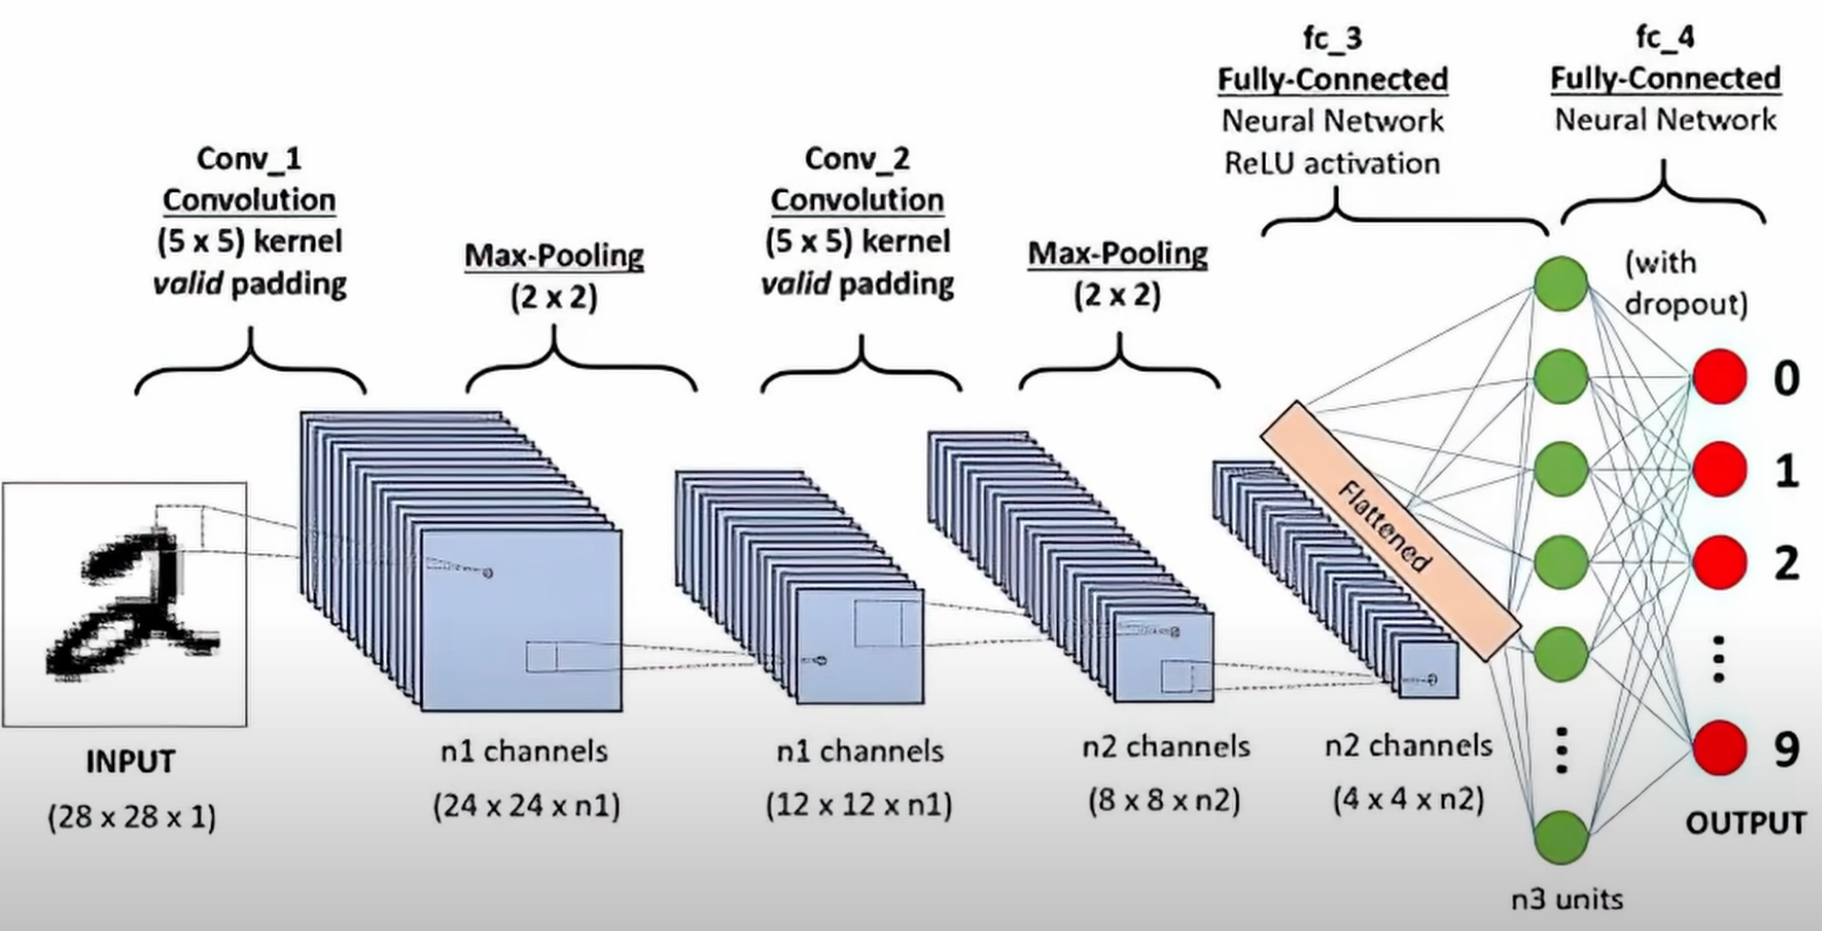 Conv_1
Convolution
(5 x 5) kernel
valid padding
Max-Pooling
(2 x 2)
Conv_2
Convolution
(5 x 5) kernel
valid padding
Max-Pooling
(2 x 2)
fc_3
Fully-Connected
Neural Network
ReLU activation
fc_4
Fully-Connected
Neural Network
(with
dropout)
Flattened
0
1
2
9
INPUT
(28 x 28 x 1)
n1 channels
(24 x 24 x n1)
n1 channels
(12 x 12 x n1)
n2 channels
(8 x 8 x n2)
n2 channels
(4 x 4 x n2)
n3 units
OUTPUT